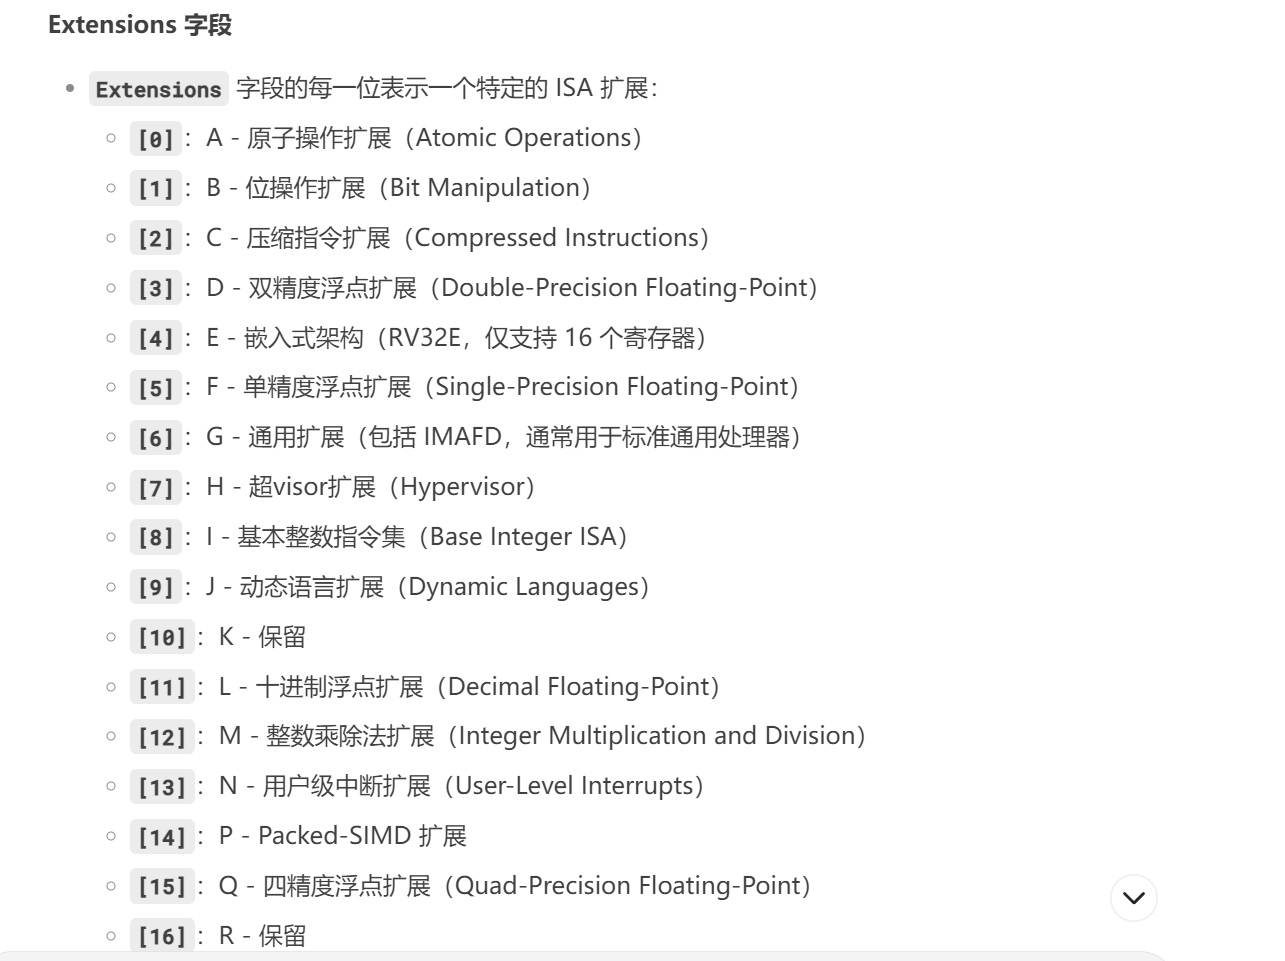 Extensions 字段
Extensions 字段的每一位表示一个特定的 ISA 扩展：
[0]：A - 原子操作扩展（Atomic Operations）
[1]：B - 位操作扩展（Bit Manipulation）
[2]：C - 压缩指令扩展（Compressed Instructions）
[3]：D - 双精度浮点扩展（Double-Precision Floating-Point）
[4]：E - 嵌入式架构（RV32E，仅支持 16 个寄存器）
[5]：F - 单精度浮点扩展（Single-Precision Floating-Point）
[6]：G - 通用扩展（包括 IMAFD，通常用于标准通用处理器）
[7]：H - 超visor扩展（Hypervisor）
[8]：I - 基本整数指令集（Base Integer ISA）
[9]：J - 动态语言扩展（Dynamic Languages）
[10]：K - 保留
[11]：L - 十进制浮点扩展（Decimal Floating-Point）
[12]：M - 整数乘除法扩展（Integer Multiplication and Division）
[13]：N - 用户级中断扩展（User-Level Interrupts）
[14]：P - Packed-SIMD 扩展
[15]：Q - 四精度浮点扩展（Quad-Precision Floating-Point）
[16]：R - 保留